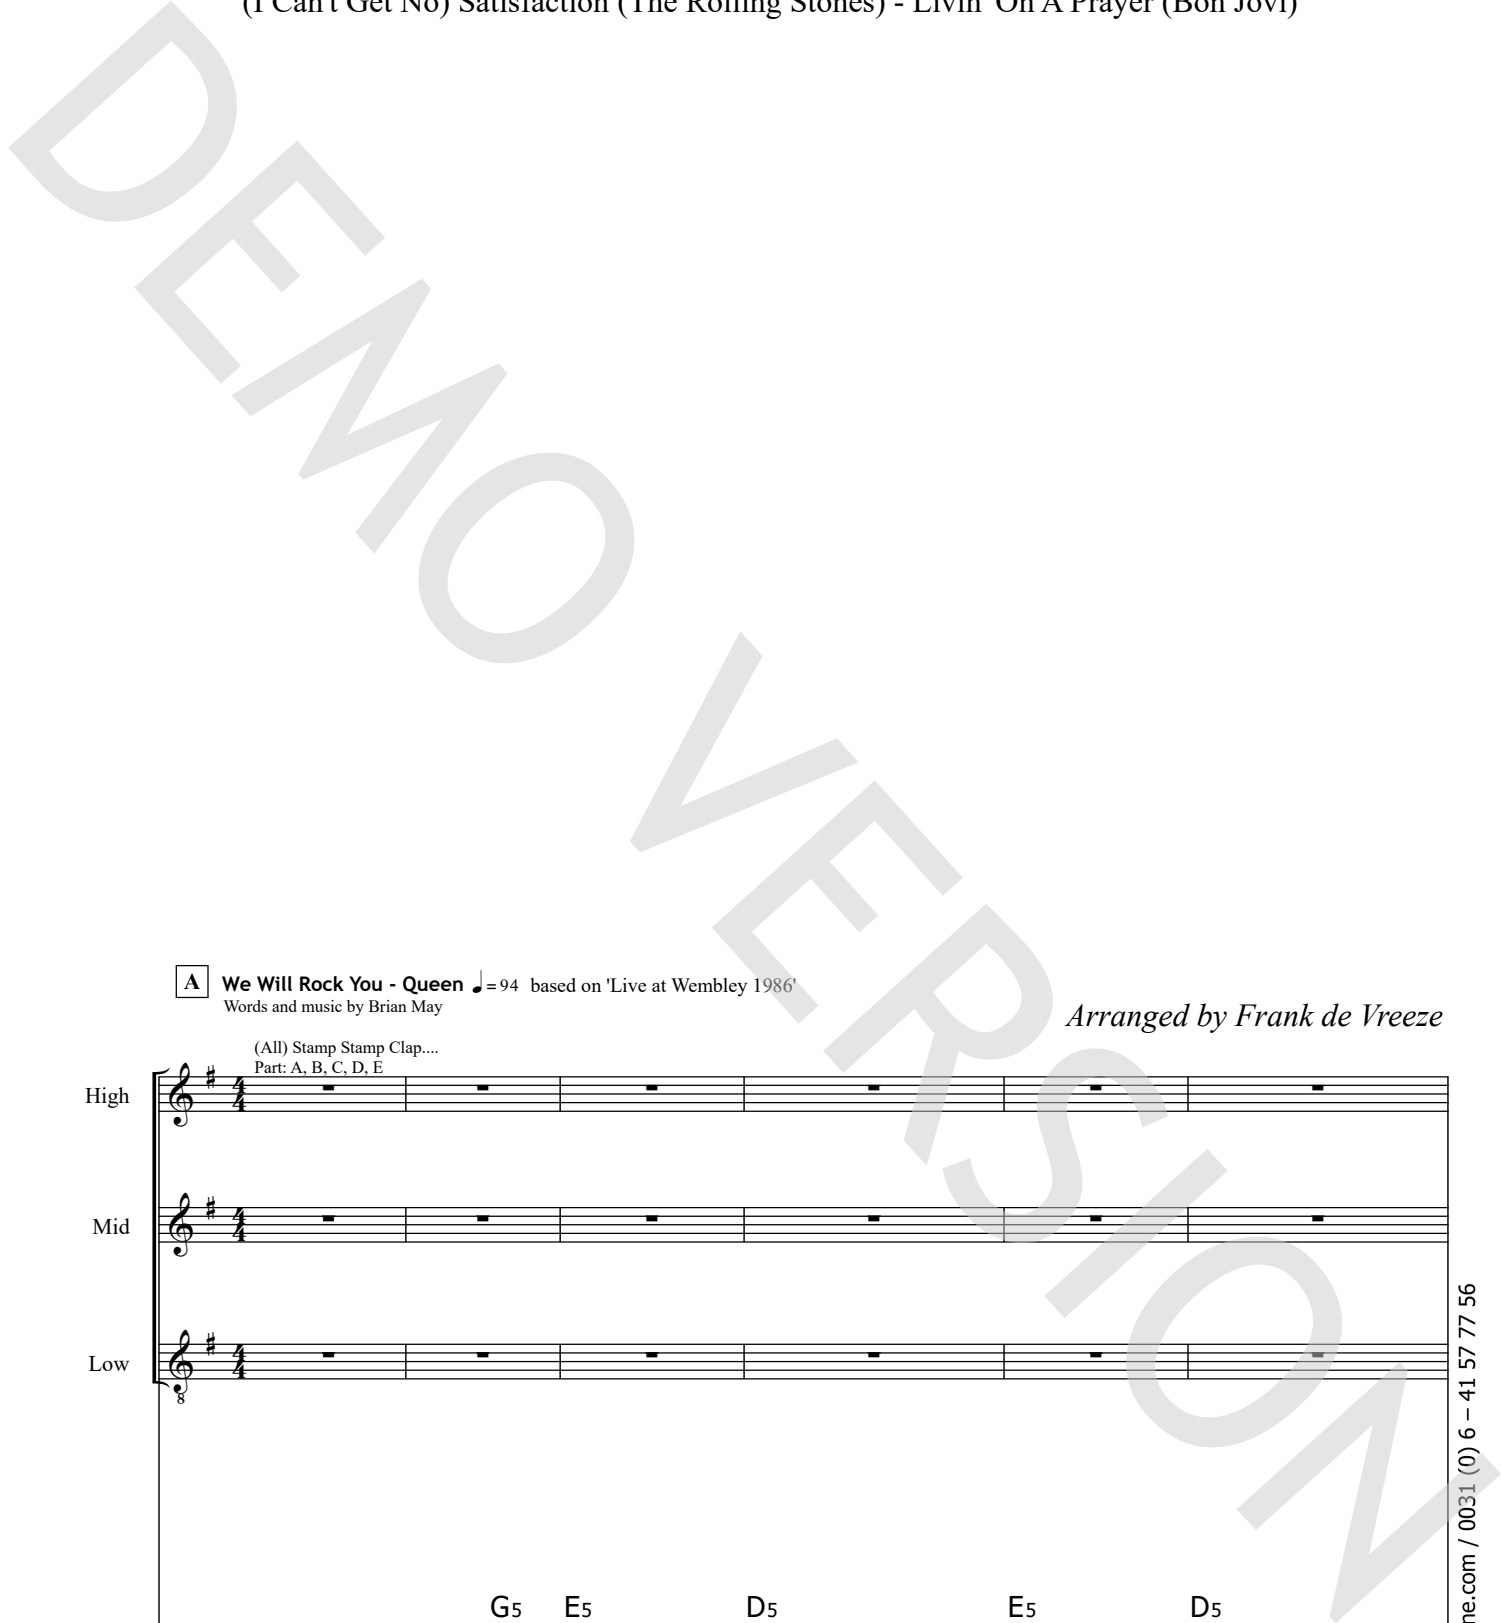 (I Can't Get No) Satisfaction (The Rolling Stones) - Livin' On A Prayer (Bon Jovi)
DEMO VERSION
A We Will Rock You - Queen ♩ = 94 based on 'Live at Wembley 1986'
Words and music by Brian May
Arranged by Frank de Vreeze
(All) Stamp Stamp Clap....
Part: A, B, C, D, E
High
Mid
Low
8
G5 E5 D5 E5 D5
ne.com / 0031 (0) 6 – 41 57 77 56